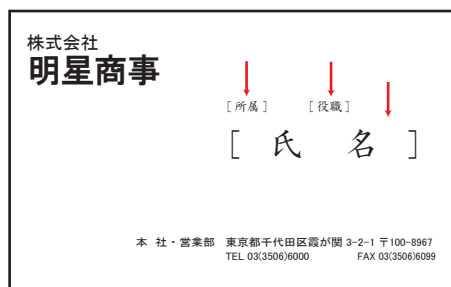 株式会社
明星商事
[所属] [役職]
[ 氏 名 ]
本 社・営業部 東京都千代田区霞が関 3-2-1 〒100-8967
TEL 03(3506)6000 FAX 03(3506)6099